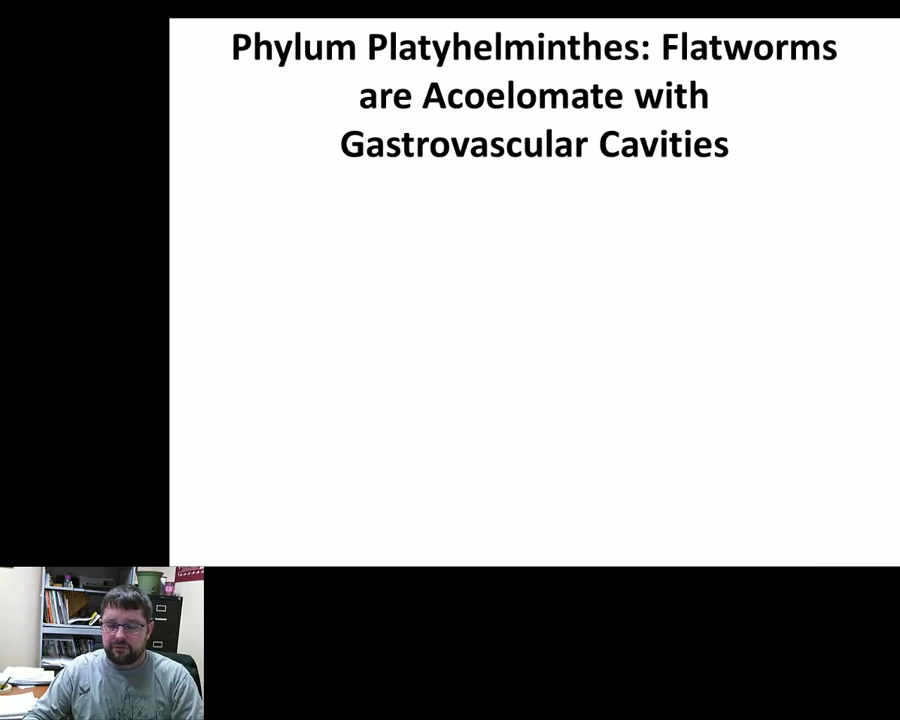 Phylum Platyhelminthes: Flatworms
are Acoelomate with
Gastrovascular Cavities